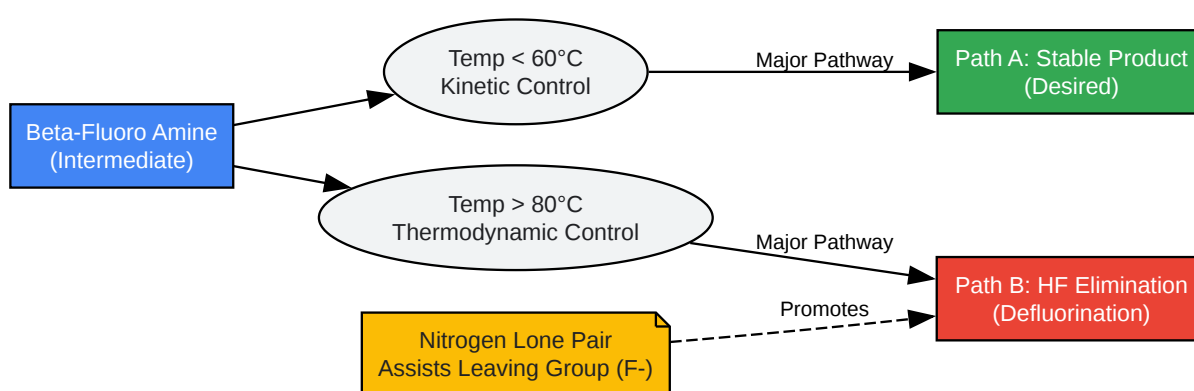 Beta-Fluoro Amine
(Intermediate)
Temp < 60°C
Kinetic Control
Major Pathway
Path A: Stable Product
(Desired)
Temp > 80°C
Thermodynamic Control
Major Pathway
Path B: HF Elimination
(Defluorination)
Promotes
Nitrogen Lone Pair
Assists Leaving Group (F-)